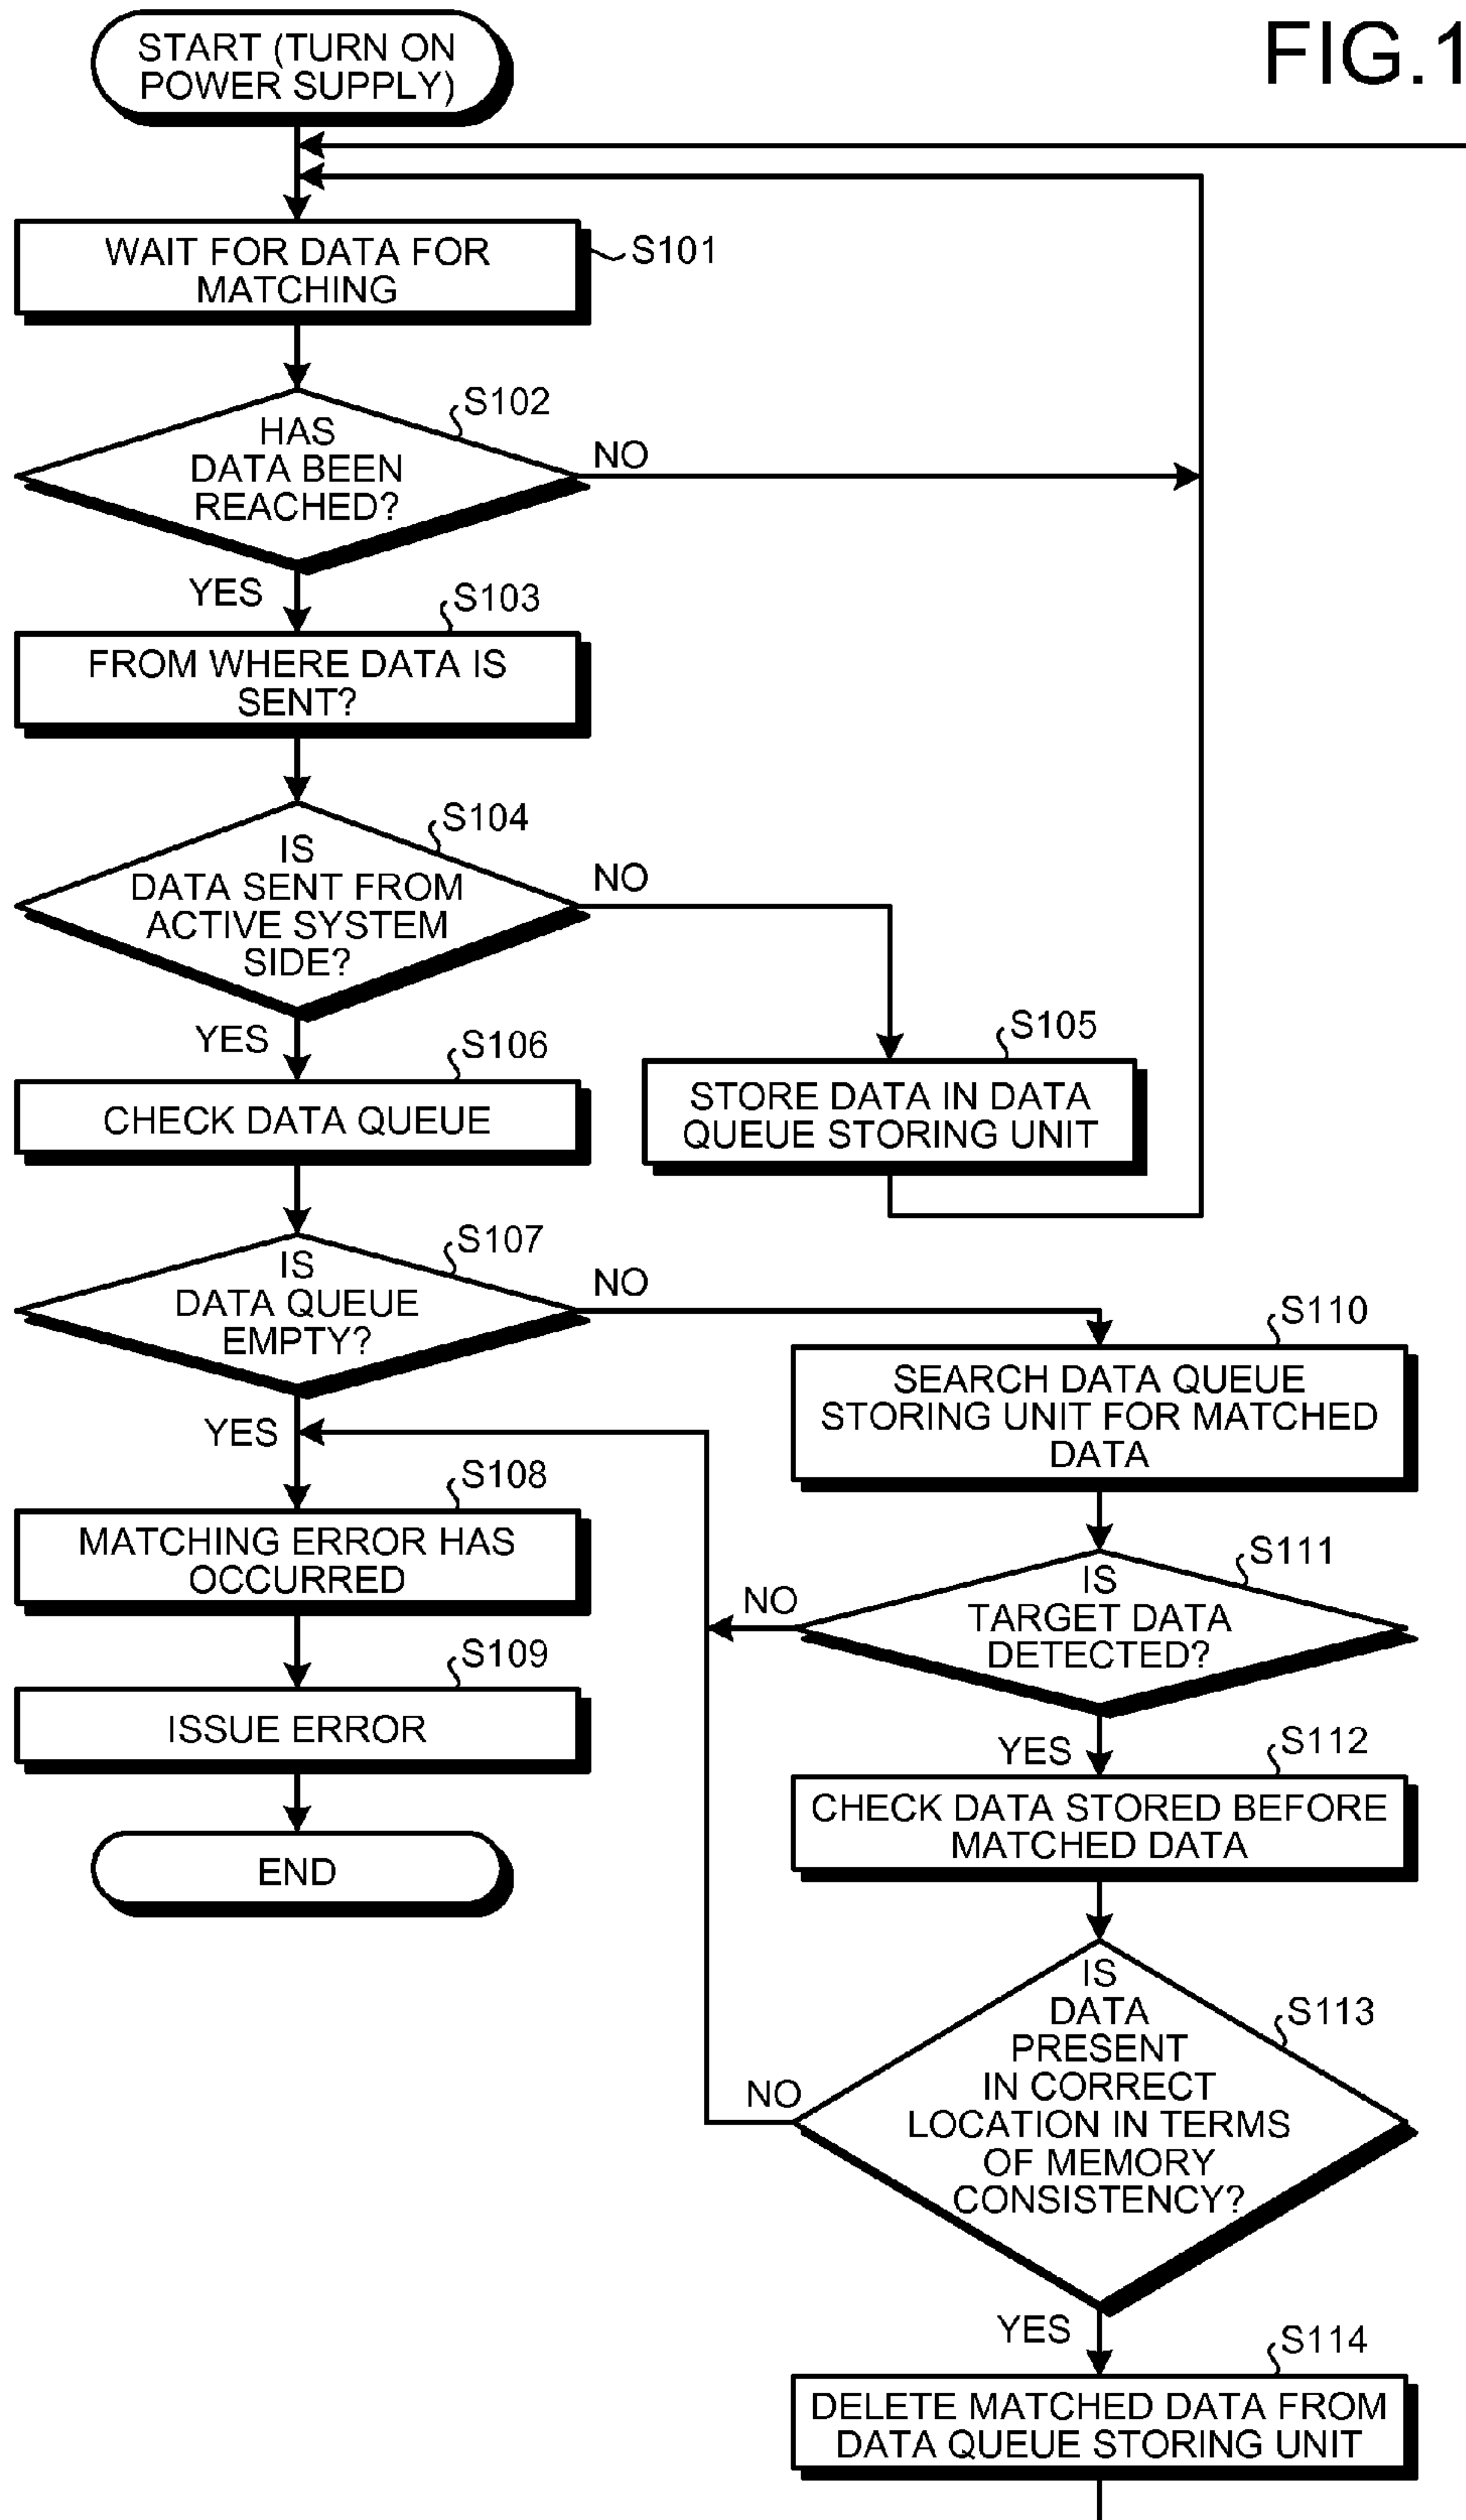 FIG.1
START (TURN ON
POWER SUPPLY)
WAIT FOR DATA FOR
MATCHING
S101
S102
HAS
DATA BEEN
REACHED?
NO
YES
S103
FROM WHERE DATA IS
SENT?
S104
IS
DATA SENT FROM
ACTIVE SYSTEM
SIDE?
NO
YES
S105
STORE DATA IN DATA
QUEUE STORING UNIT
S106
CHECK DATA QUEUE
S107
IS
DATA QUEUE
EMPTY?
NO
YES
S108
MATCHING ERROR HAS
OCCURRED
S109
ISSUE ERROR
END
S110
SEARCH DATA QUEUE
STORING UNIT FOR MATCHED
DATA
S111
IS
TARGET DATA
DETECTED?
NO
YES
S112
CHECK DATA STORED BEFORE
MATCHED DATA
S113
IS
DATA
PRESENT
IN CORRECT
LOCATION IN TERMS
OF MEMORY
CONSISTENCY?
NO
YES
S114
DELETE MATCHED DATA FROM
DATA QUEUE STORING UNIT